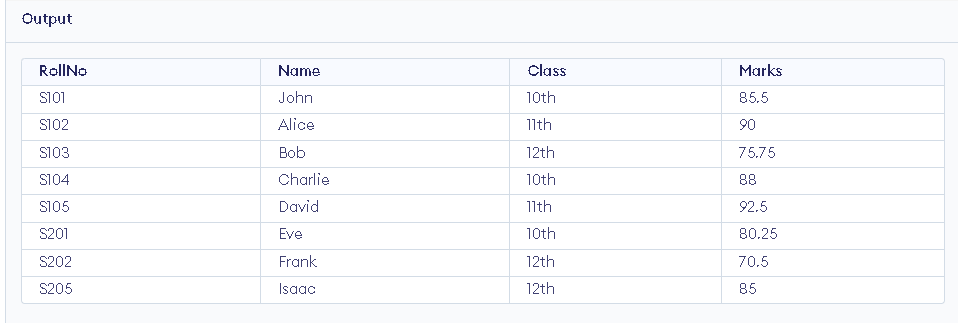 Output
RollNo Name Class Marks
S101 John 10th 85.5
S102 Alice 11th 90
S103 Bob 12th 75.75
S104 Charlie 10th 88
S105 David 11th 92.5
S201 Eve 10th 80.25
S202 Frank 12th 70.5
S205 Isaac 12th 85